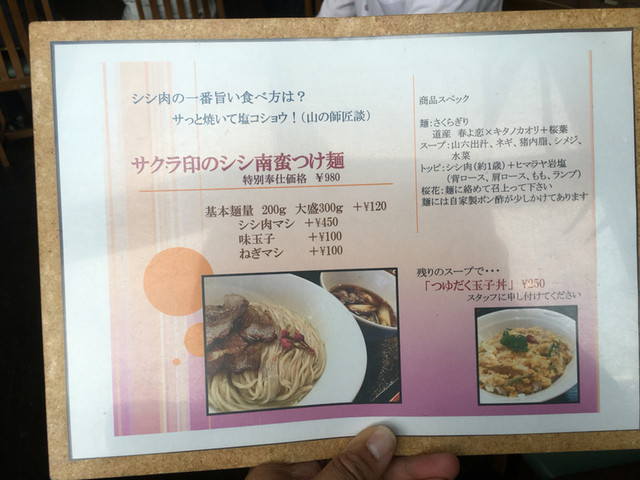 シシ肉の一番旨い食べ方は？
サっと焼いて塩コショウ！（山の師匠談）
サクラ印のシシ南蛮つけ麺
特別奉仕価格 ￥980
基本麺量 200g 大盛300g ＋¥120
シシ肉マシ ＋¥450
味玉子 ＋¥100
ねぎマシ ＋¥100
商品スペック
麺：さくらぎり
道産 春よ恋×キタノカオリ＋桜葉
スープ：山六出汁、ネギ、猪内脂、シメジ、
水菜
トッピ：シシ肉（約1歳）＋ヒマラヤ岩塩
（背ロース、肩ロース、もも、ランプ）
桜花：麺に絡めて召上って下さい
麺には自家製ポン酢が少しかけてあります
残りのスープで・・・
「つゆだく玉子丼」 ¥250
スタッフに申し付けてください